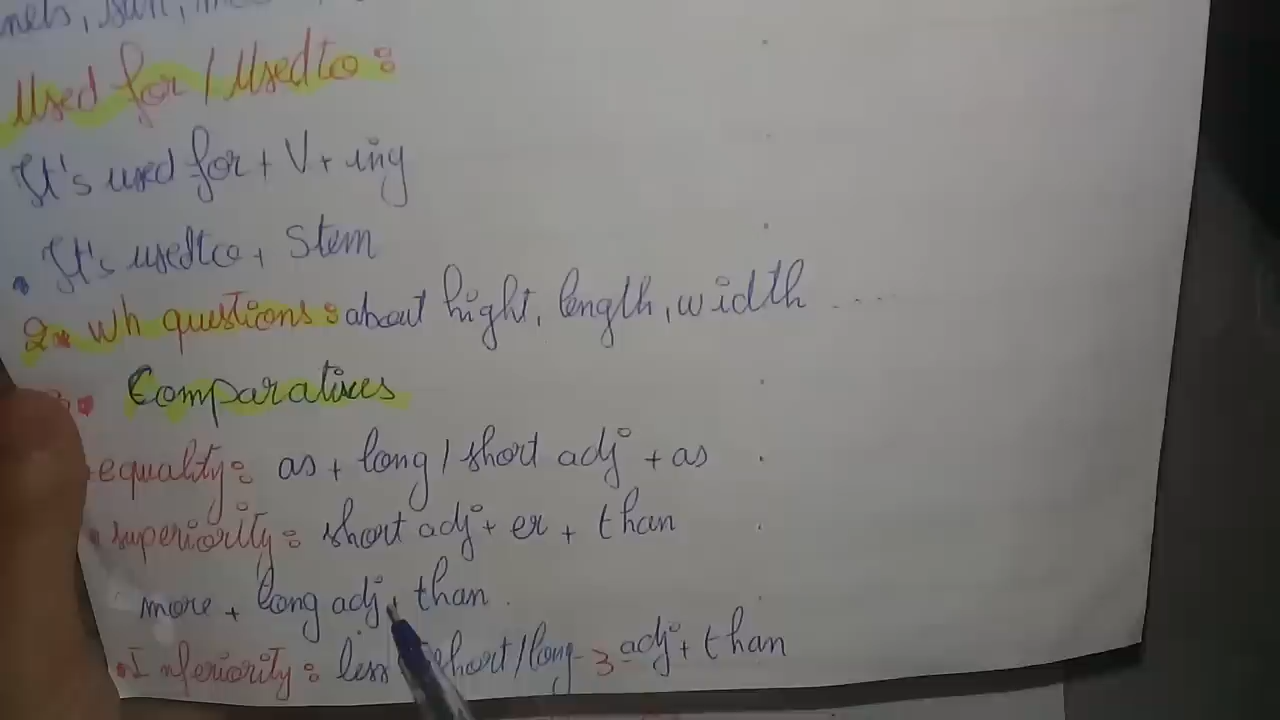 Used for / Used to :
It's used for + V + ing
• It's used to + Stem
2. Wh questions : about hight, length, width ....
• Comparatives
equality : as + long / short adj + as
• superiority : short adj + er + than
more + long adj + than
• Inferiority : less short / long adj + than